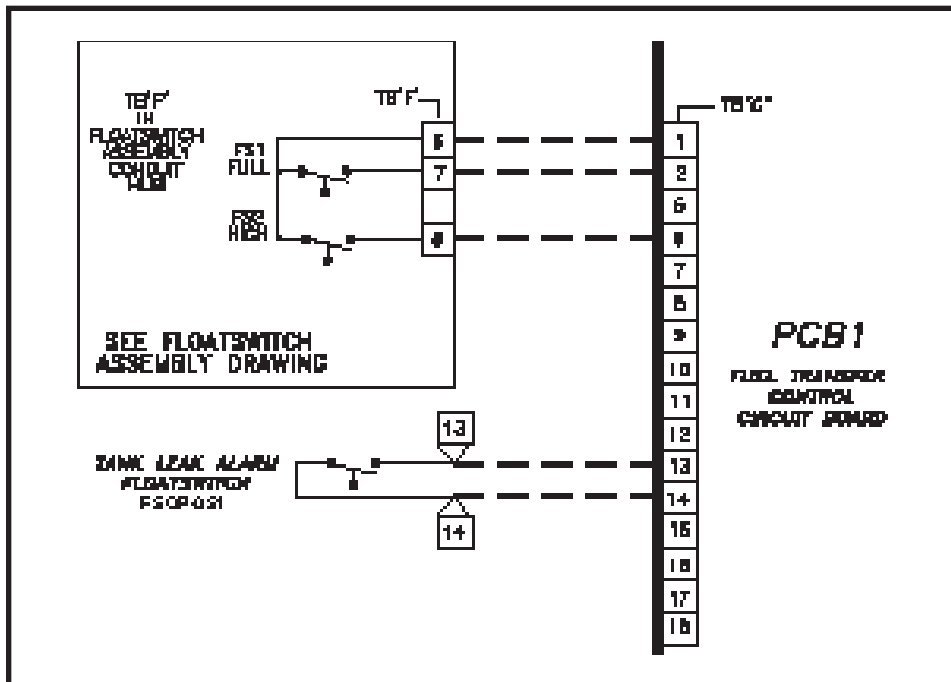 TB'F'
IN
FLOATSWITCH
ASSEMBLY
CONDUIT
HUB
TB'F'
FS1
FULL
7
FS2
HIGH
SEE FLOATSWITCH
ASSEMBLY DRAWING
TB"C"
1
2
7
8
9
10
11
12
13
14
15
16
17
18
PCB1
FUEL TRANSFER
CONTROL
CIRCUIT BOARD
13
TANK LEAK ALARM
FLOATSWITCH
14